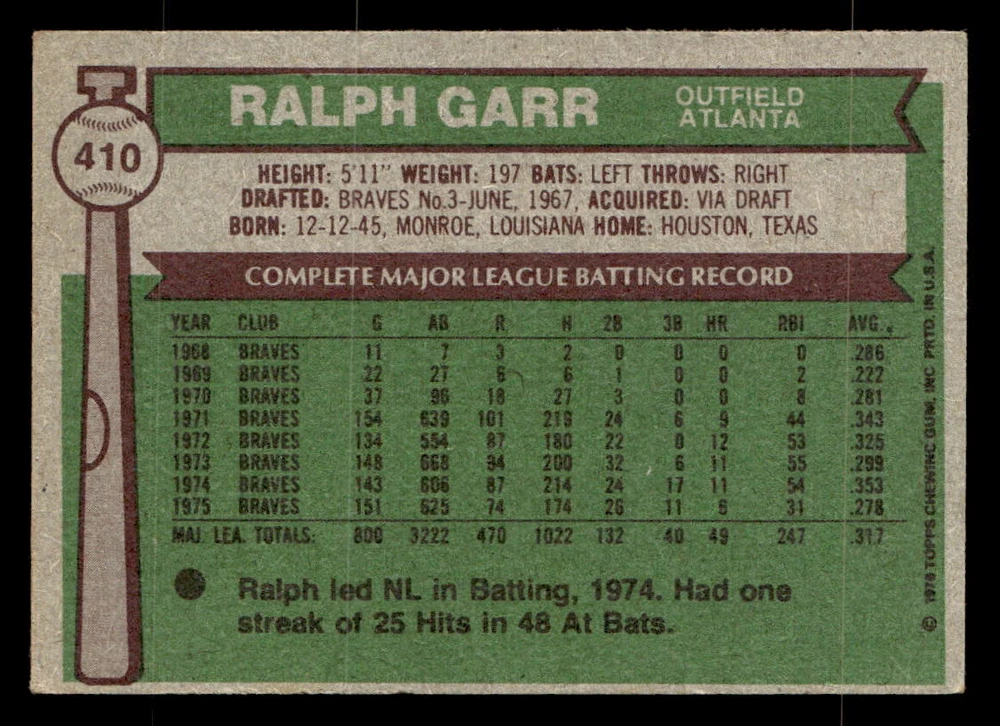 RALPH GARR
OUTFIELD
ATLANTA
410
HEIGHT: 5'11" WEIGHT: 197 BATS: LEFT THROWS: RIGHT
DRAFTED: BRAVES No.3-JUNE, 1967, ACQUIRED: VIA DRAFT
BORN: 12-12-45, MONROE, LOUISIANA HOME: HOUSTON, TEXAS
COMPLETE MAJOR LEAGUE BATTING RECORD
YEAR CLUB G AB R H 2B 3B HR RBI AVG.
1968 BRAVES 11 7 3 2 0 0 0 0 .286
1969 BRAVES 22 27 6 6 1 0 0 2 .222
1970 BRAVES 37 96 18 27 3 0 0 8 .281
1971 BRAVES 154 639 101 219 24 6 9 44 .343
1972 BRAVES 134 554 87 180 22 0 12 53 .325
1973 BRAVES 148 668 94 200 32 6 11 55 .299
1974 BRAVES 143 606 87 214 24 17 11 54 .353
1975 BRAVES 151 625 74 174 26 11 6 31 .278
MAJ. LEA. TOTALS: 800 3222 470 1022 132 40 49 247 .317
Ralph led NL in Batting, 1974. Had one
streak of 25 Hits in 48 At Bats.
© 1976 TOPPS CHEWING GUM, INC PRTD. IN U.S.A.